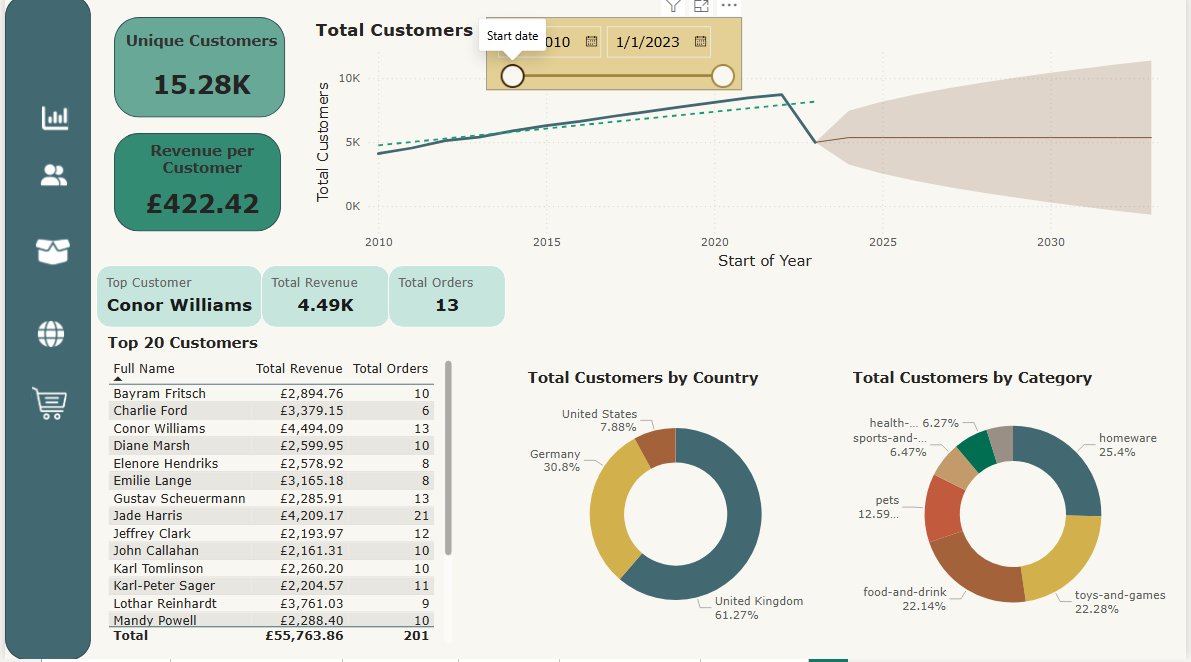 Unique Customers
15.28K
Revenue per
Customer
£422.42
Total Customers
Start date
010
1/1/2023
Total Customers
10K
5K
0K
2010
2015
2020
2025
2030
Start of Year
Top Customer
Conor Williams
Total Revenue
4.49K
Total Orders
13
Top 20 Customers
Full Name Total Revenue Total Orders
Bayram Fritsch £2,894.76 10
Charlie Ford £3,379.15 6
Conor Williams £4,494.09 13
Diane Marsh £2,599.95 10
Elenore Hendriks £2,578.92 8
Emilie Lange £3,165.18 8
Gustav Scheuermann £2,285.91 13
Jade Harris £4,209.17 21
Jeffrey Clark £2,193.97 12
John Callahan £2,161.31 10
Karl Tomlinson £2,260.20 10
Karl-Peter Sager £2,204.57 11
Lothar Reinhardt £3,761.03 9
Mandy Powell £2,288.40 10
Total £55,763.86 201
Total Customers by Country
United States
7.88%
Germany
30.8%
United Kingdom
61.27%
Total Customers by Category
health-... 6.27%
sports-and-...
6.47%
pets
12.59...
food-and-drink
22.14%
homeware
25.4%
toys-and-games
22.28%